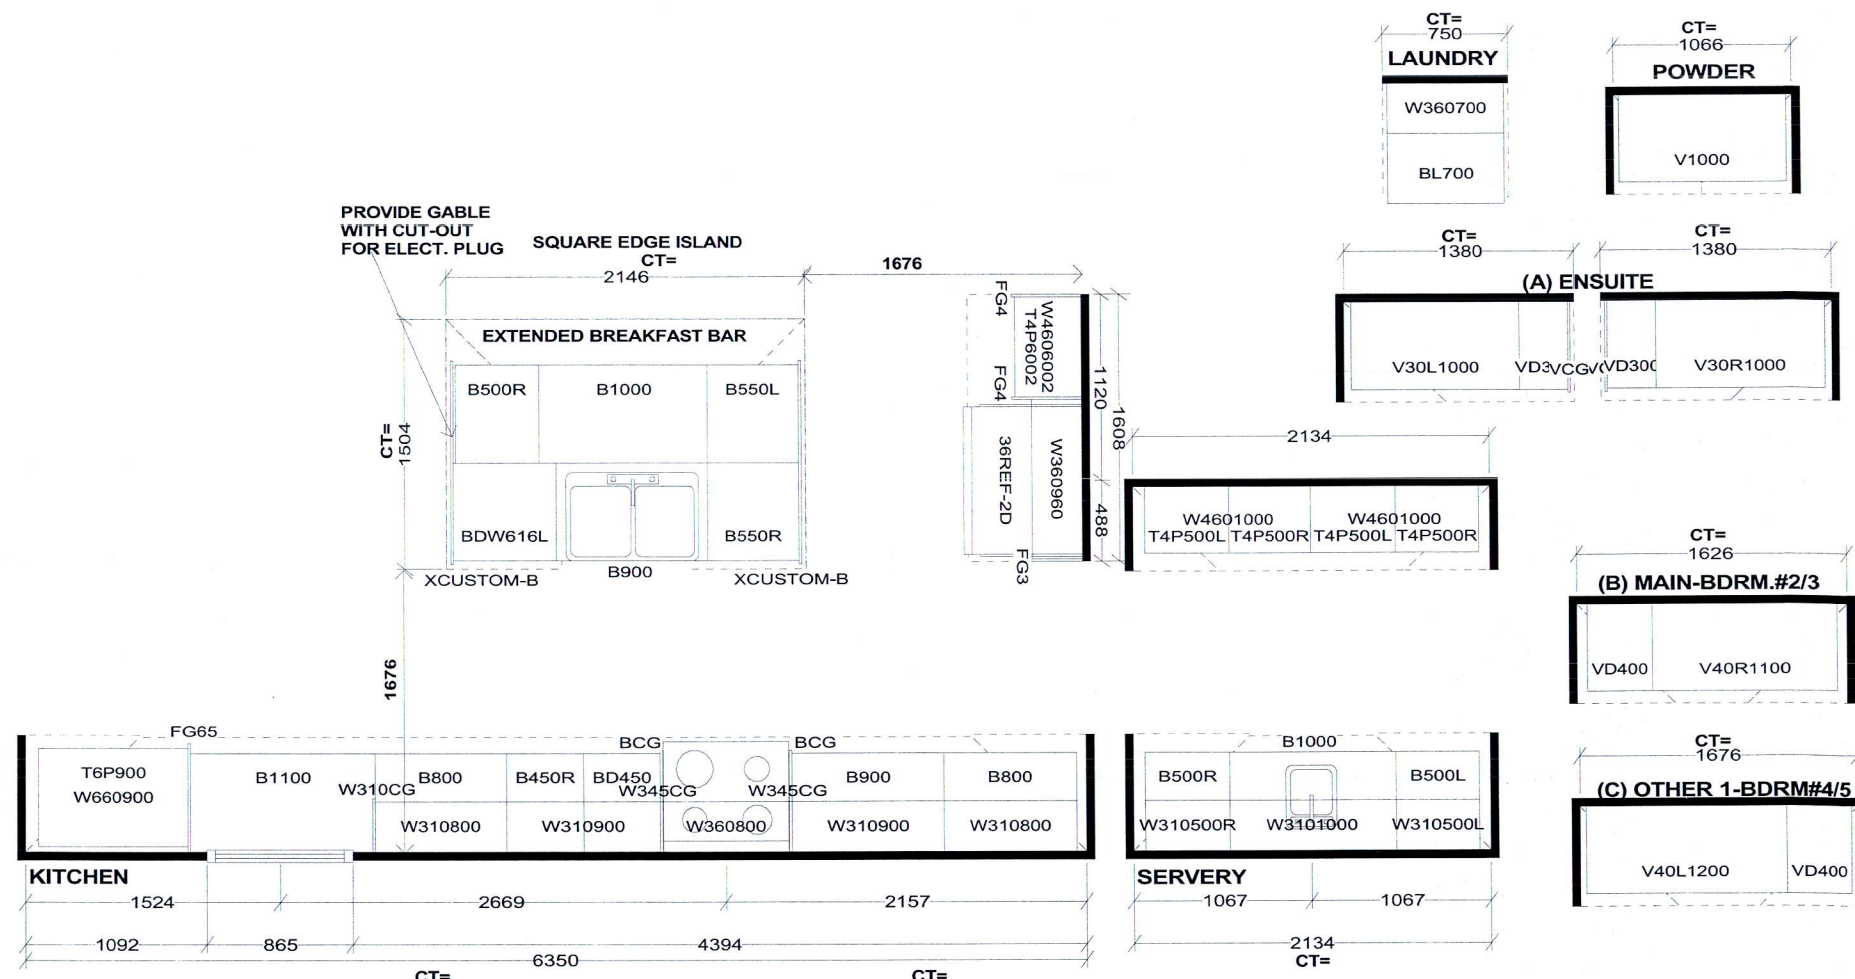 CT=
750
LAUNDRY
W360700
BL700
CT=
1066
POWDER
V1000
PROVIDE GABLE
WITH CUT-OUT
FOR ELECT. PLUG
SQUARE EDGE ISLAND
CT=
2146
1676
EXTENDED BREAKFAST BAR
B500R
B1000
B550L
CT=
1504
BDW616L
B550R
XCUSTOM-B
B900
XCUSTOM-B
1676
FG4
W4606002
T4P6002
FG4
1120
1608
36REF-2D
W360960
488
FG3
CT=
1380
CT=
1380
(A) ENSUITE
V30L1000
VCG
VD300
V30R1000
2134
W4601000
W4601000
T4P500L
T4P500R
T4P500L
T4P500R
CT=
1626
(B) MAIN-BDRM.#2/3
VD400
V40R1100
CT=
1676
(C) OTHER 1-BDRM#4/5
V40L1200
VD400
FG65
BCG
BCG
T6P900
W660900
B1100
B800
B450R
BD450
B900
B800
W310CG
W345CG
W345CG
W310800
W310900
W360800
W310900
W310800
KITCHEN
1524
2669
2157
1092
865
4394
6350
CT=
CT=
B1000
B500R
B500L
W310500R
W3101000
W310500L
SERVERY
1067
1067
2134
CT=